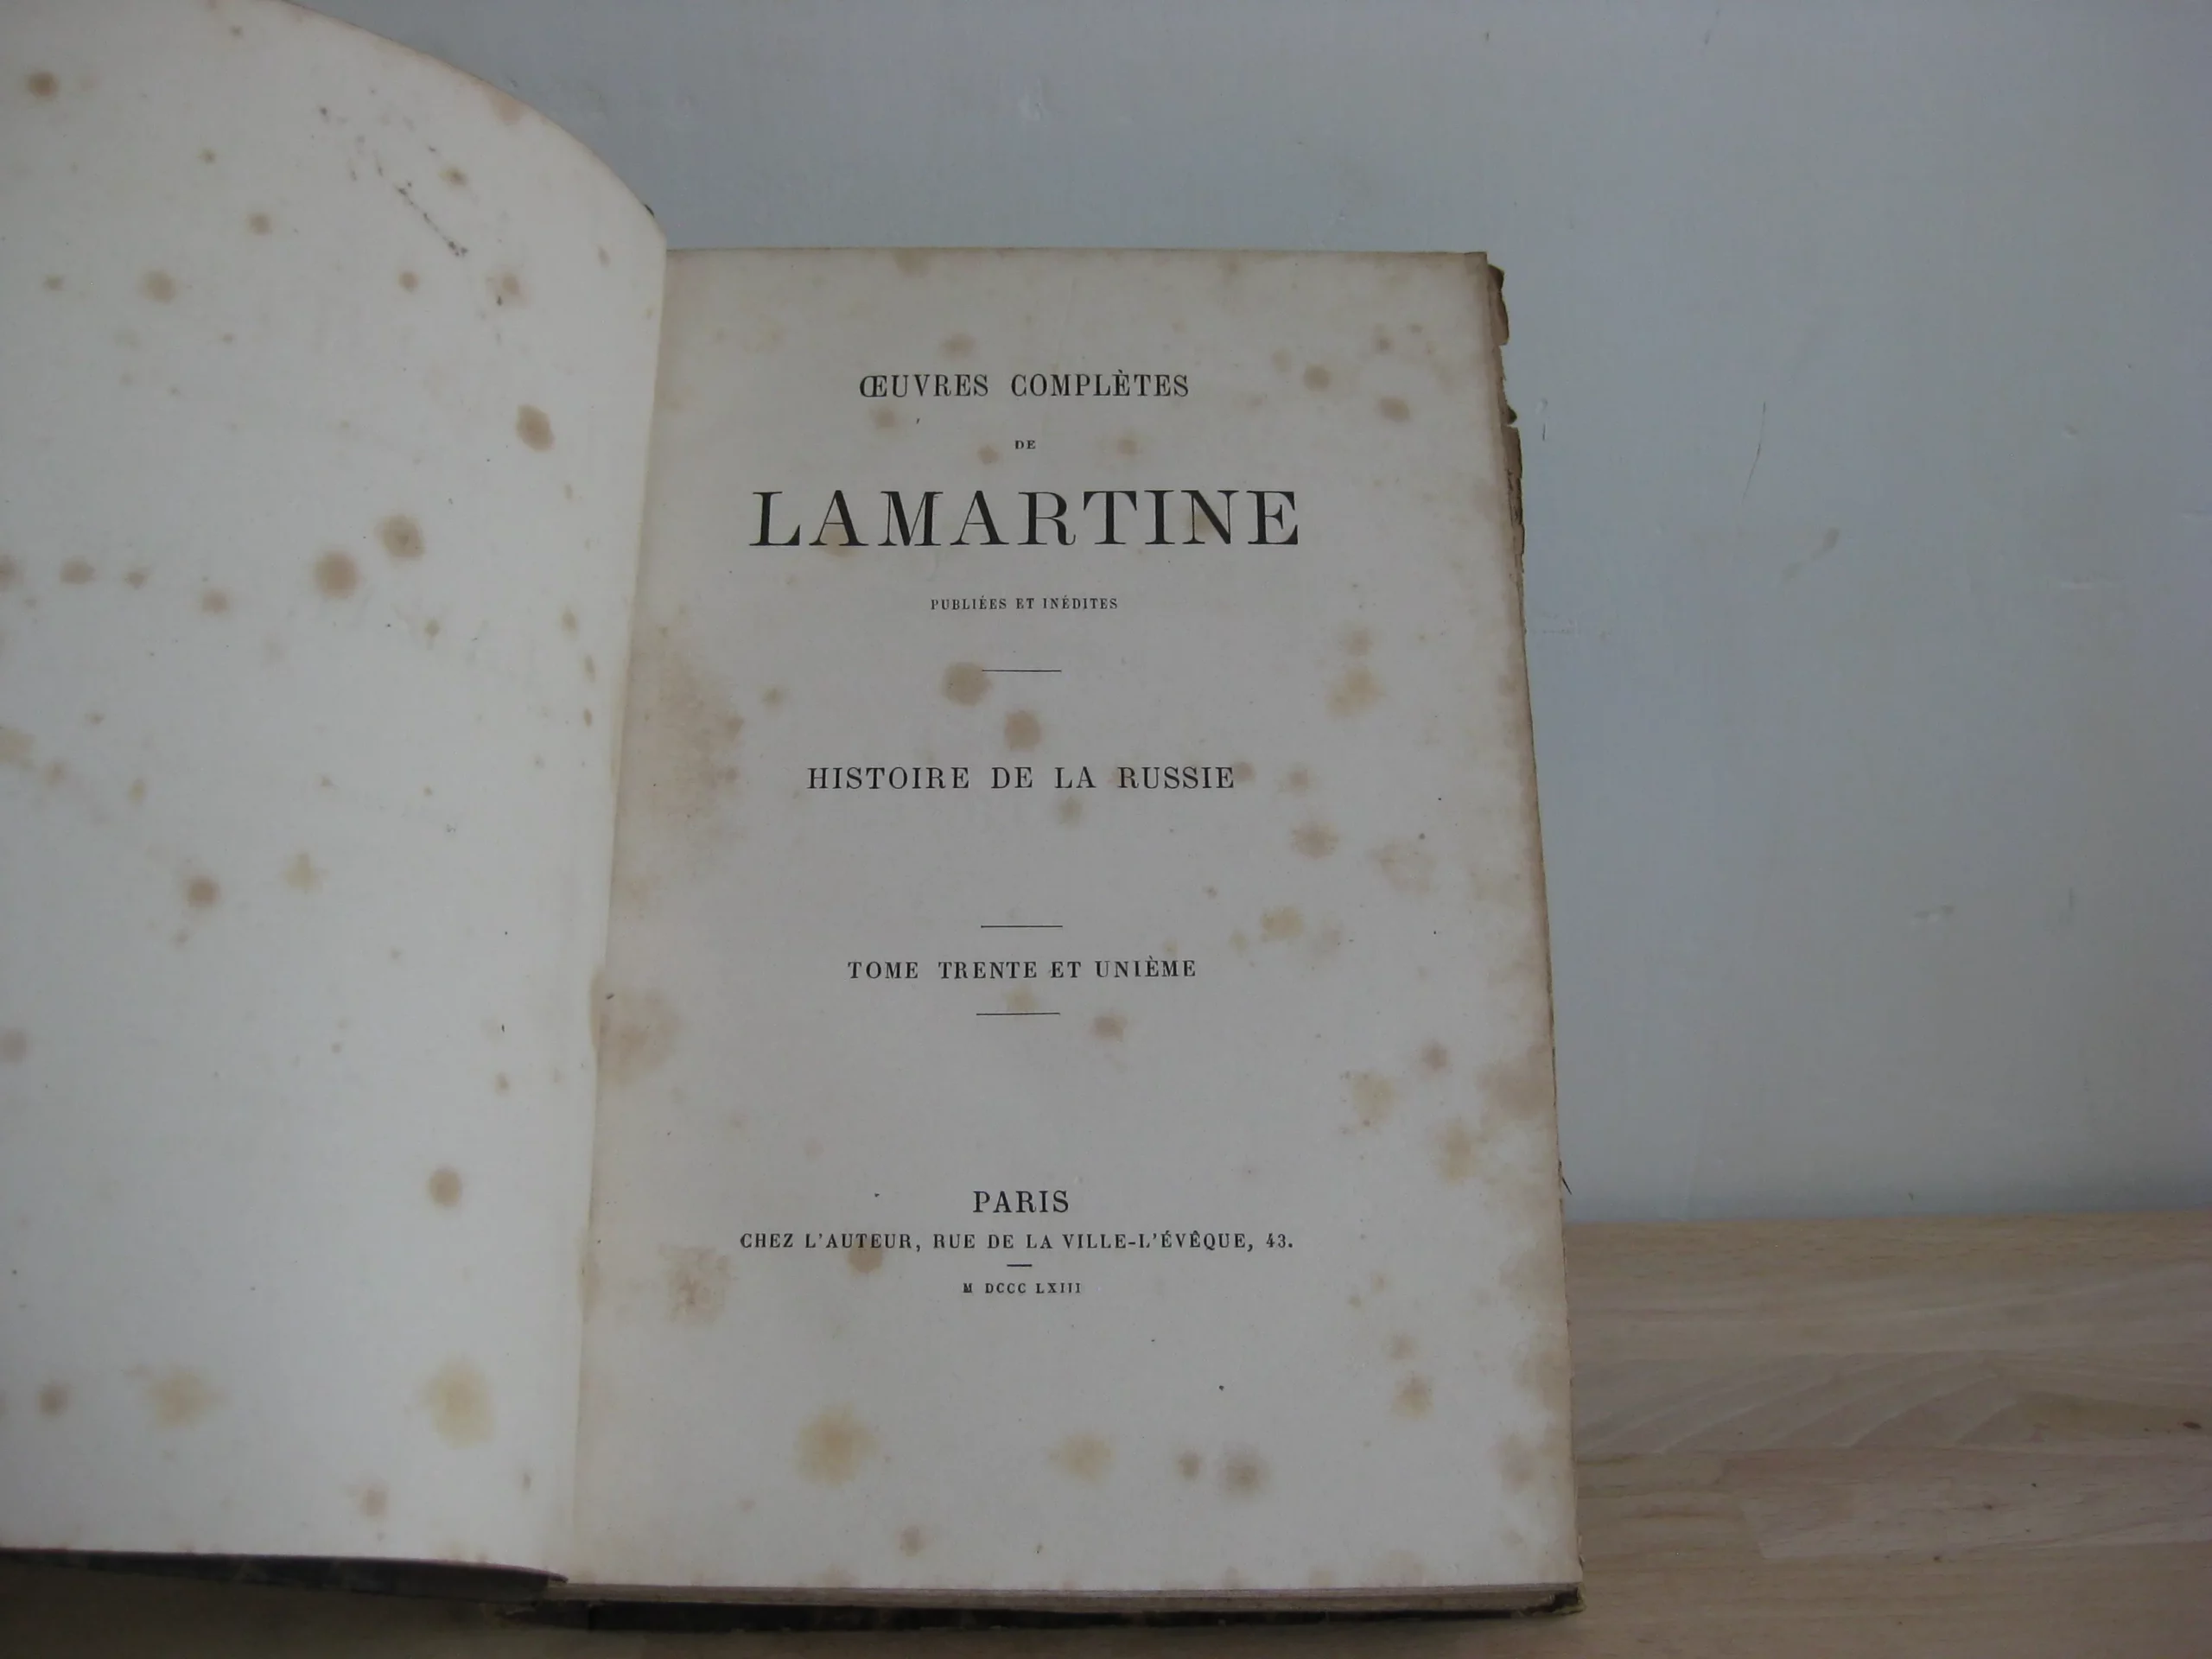 ŒUVRES COMPLÈTES
DE
LAMARTINE
PUBLIÉES ET INÉDITES
HISTOIRE DE LA RUSSIE
TOME TRENTE ET UNIÈME
PARIS
CHEZ L'AUTEUR, RUE DE LA VILLE-L'ÉVÊQUE, 43.
M DCCC LXIII